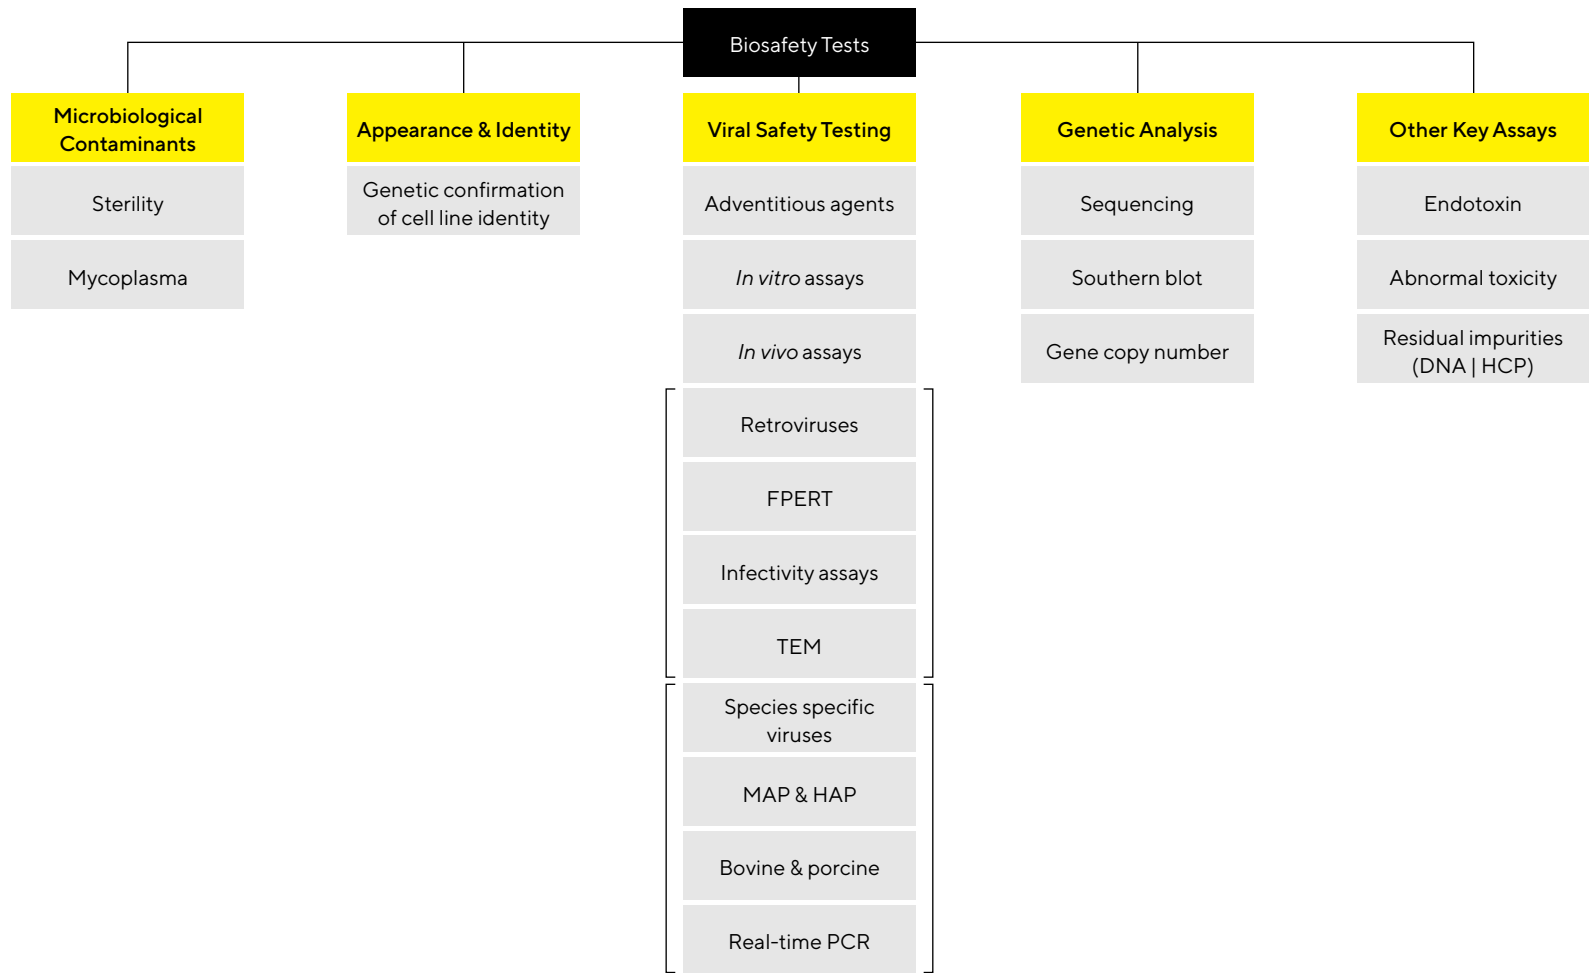 Biosafety Tests
Microbiological
Contaminants
Sterility
Mycoplasma
Appearance & Identity
Genetic confirmation
of cell line identity
Viral Safety Testing
Adventitious agents
In vitro assays
In vivo assays
Retroviruses
FPERT
Infectivity assays
TEM
Species specific
viruses
MAP & HAP
Bovine & porcine
Real-time PCR
Genetic Analysis
Sequencing
Southern blot
Gene copy number
Other Key Assays
Endotoxin
Abnormal toxicity
Residual impurities
(DNA | HCP)